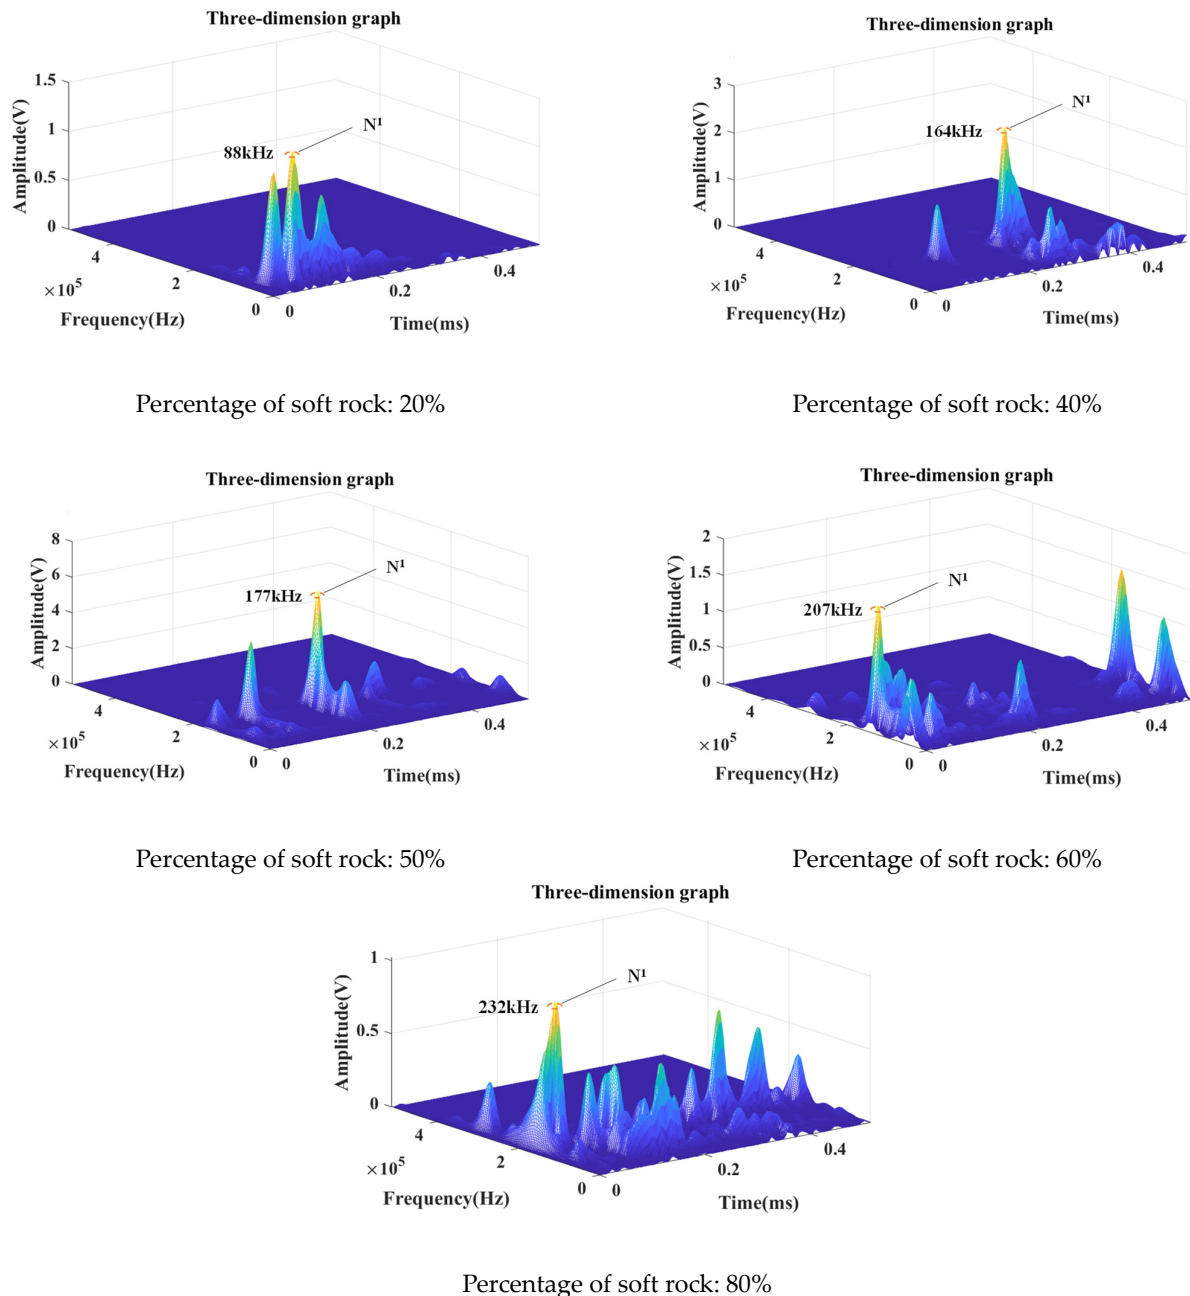 Three-dimension graph
1.5
1
0.5
0
Amplitude(V)
88kHz
N¹
4
2
0
×10⁵
Frequency(Hz)
0
0.2
0.4
Time(ms)
Percentage of soft rock: 20%
Three-dimension graph
3
2
1
0
Amplitude(V)
164kHz
N¹
4
2
0
×10⁵
Frequency(Hz)
0
0.2
0.4
Time(ms)
Percentage of soft rock: 40%
Three-dimension graph
8
6
4
2
0
Amplitude(V)
177kHz
N¹
4
2
0
×10⁵
Frequency(Hz)
0
0.2
0.4
Time(ms)
Percentage of soft rock: 50%
Three-dimension graph
2
1.5
1
0.5
0
Amplitude(V)
207kHz
N¹
4
2
0
×10⁵
Frequency(Hz)
0
0.2
0.4
Time(ms)
Percentage of soft rock: 60%
Three-dimension graph
1
0.5
0
Amplitude(V)
232kHz
N¹
4
2
0
×10⁵
Frequency(Hz)
0
0.2
0.4
Time(ms)
Percentage of soft rock: 80%